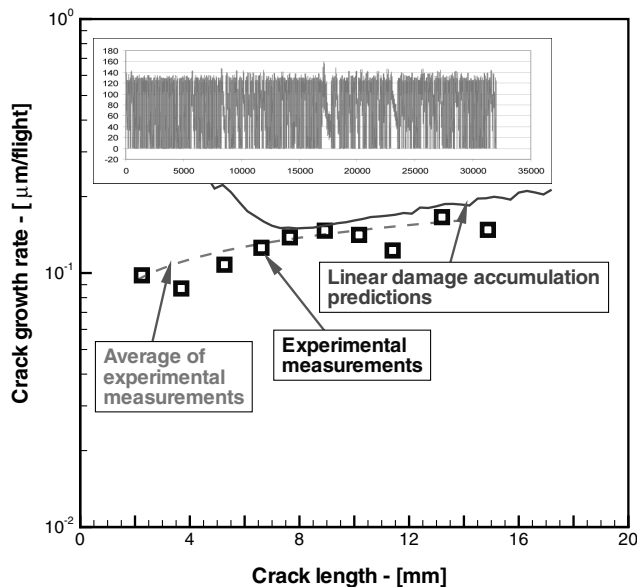 10^0
180
160
140
120
100
80
60
40
20
0
-20
0 5000 10000 15000 20000 25000 30000 35000
Crack growth rate - [μm/flight]
10^-1
Linear damage accumulation
predictions
Average of
experimental
measurements
Experimental
measurements
10^-2
0 4 8 12 16 20
Crack length - [mm]